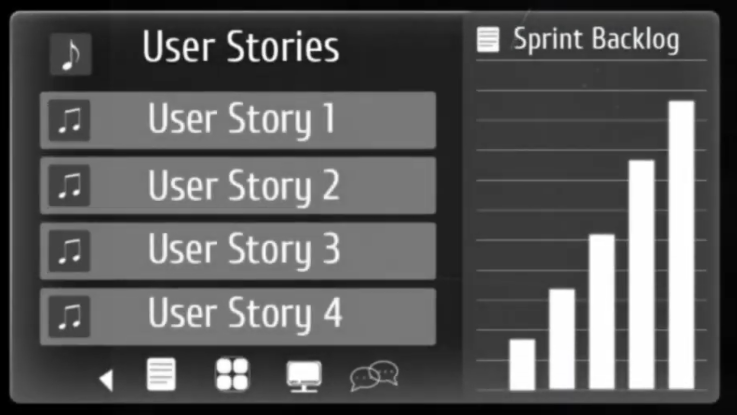 User Stories
User Story 1
User Story 2
User Story 3
User Story 4
Sprint Backlog